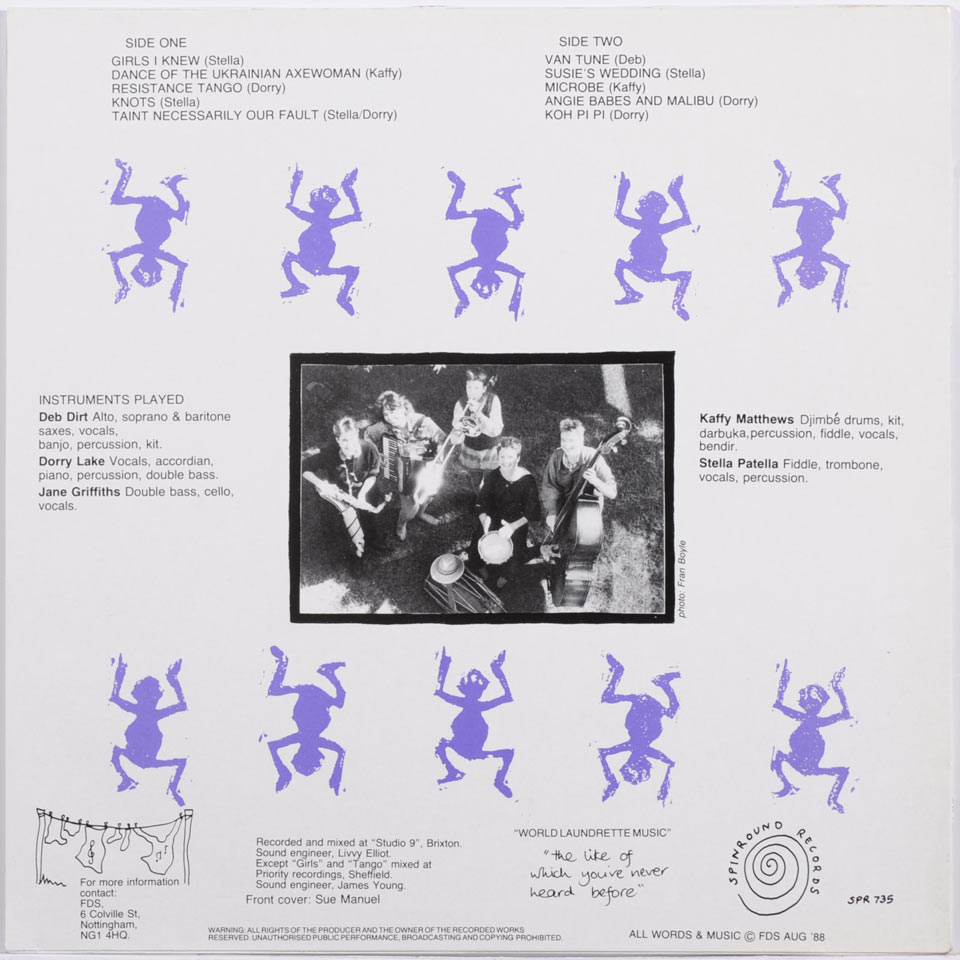 SIDE ONE
GIRLS I KNEW (Stella)
DANCE OF THE UKRAINIAN AXEWOMAN (Kaffy)
RESISTANCE TANGO (Dorry)
KNOTS (Stella)
TAINT NECESSARILY OUR FAULT (Stella/Dorry)
SIDE TWO
VAN TUNE (Deb)
SUSIE'S WEDDING (Stella)
MICROBE (Kaffy)
ANGIE BABES AND MALIBU (Dorry)
KOH PI PI (Dorry)
INSTRUMENTS PLAYED
Deb Dirt Alto, soprano & baritone
saxes, vocals,
banjo, percussion, kit.
Dorry Lake Vocals, accordian,
piano, percussion, double bass.
Jane Griffiths Double bass, cello,
vocals.
Kaffy Matthews Djimbé drums, kit,
darbuka,percussion, fiddle, vocals,
bendir.
Stella Patella Fiddle, trombone,
vocals, percussion.
photo: Fran Boyle
For more information
contact:
FDS,
6 Colville St,
Nottingham,
NG1 4HQ.
Recorded and mixed at "Studio 9", Brixton.
Sound engineer, Livvy Elliot.
Except "Girls" and "Tango" mixed at
Priority recordings, Sheffield.
Sound engineer, James Young.
Front cover: Sue Manuel
"WORLD LAUNDRETTE MUSIC"
"the like of
which you've never
heard before"
SPINROUND RECORDS
SPR 735
WARNING: ALL RIGHTS OF THE PRODUCER AND THE OWNER OF THE RECORDED WORKS
RESERVED. UNAUTHORISED PUBLIC PERFORMANCE, BROADCASTING AND COPYING PROHIBITED.
ALL WORDS & MUSIC © FDS AUG '88